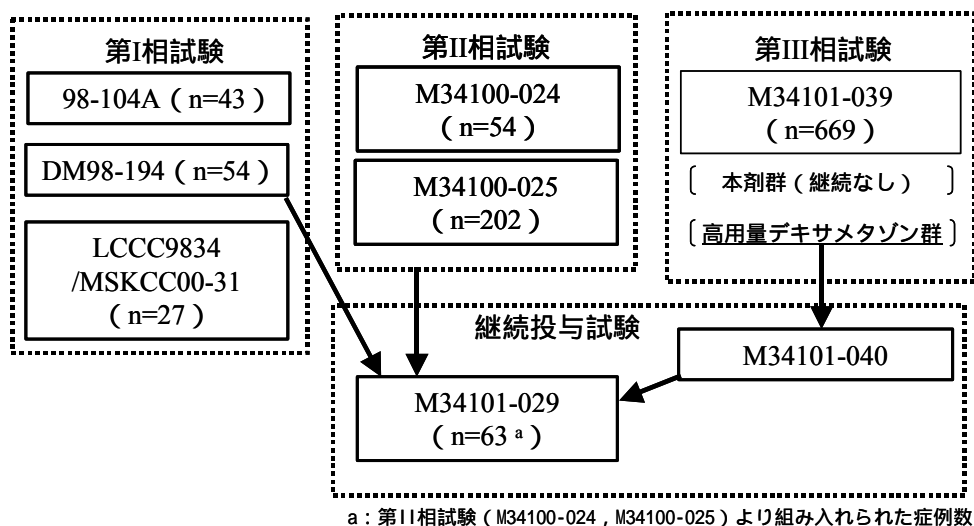 第I相試験
98-104A（n=43）
DM98-194（n=54）
LCCC9834
/MSKCC00-31
（n=27）
第II相試験
M34100-024
（n=54）
M34100-025
（n=202）
第III相試験
M34101-039
（n=669）
〔 本剤群（継続なし） 〕
〔 高用量デキサメタゾン群 〕
継続投与試験
M34101-029
（n=63 a）
M34101-040
a：第II相試験（M34100-024，M34100-025）より組み入れられた症例数